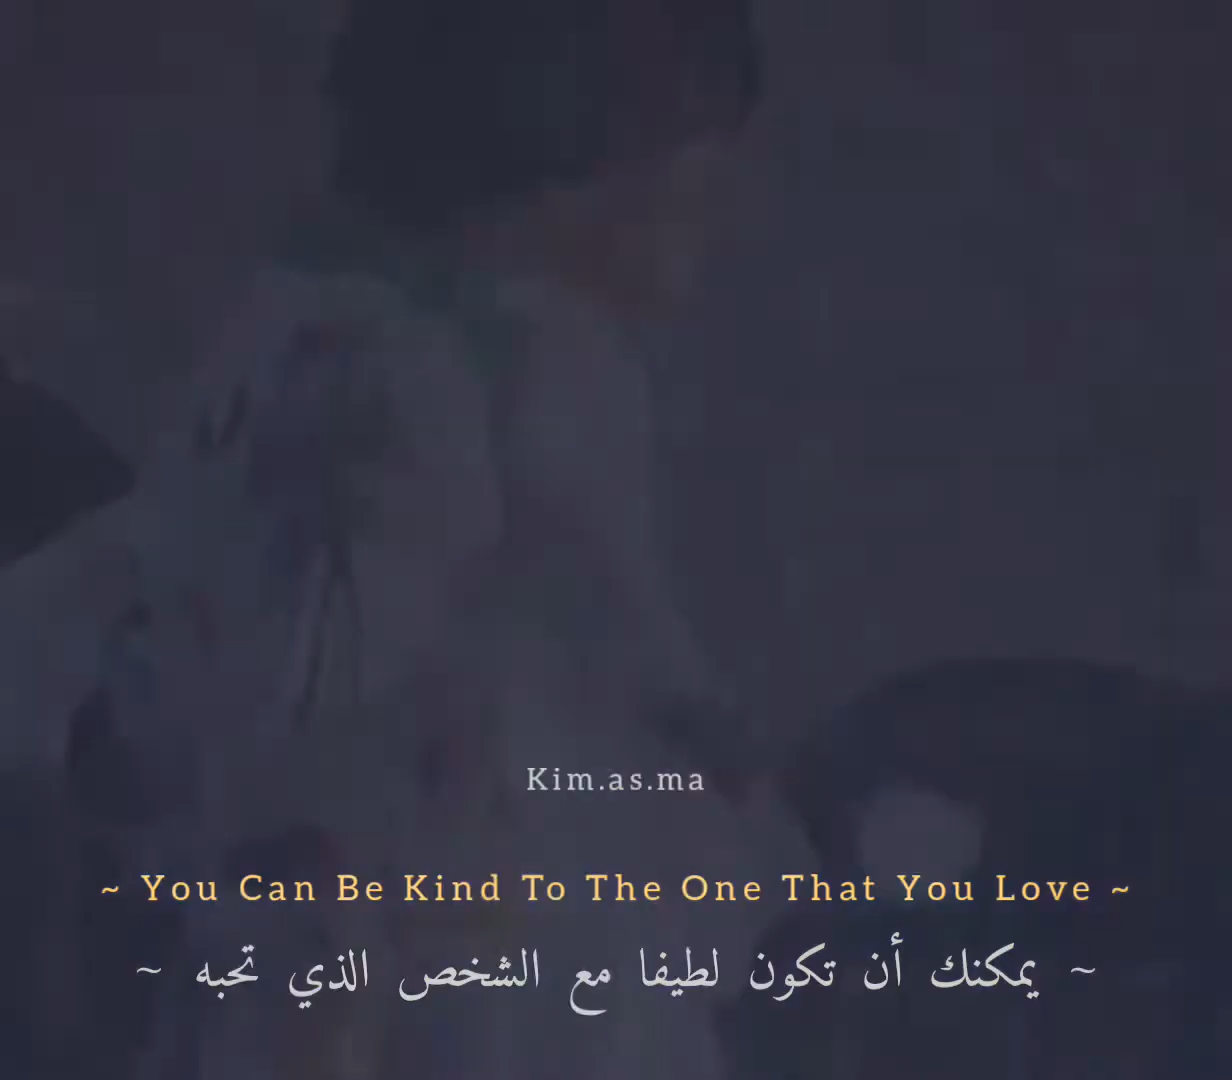 Kim.as.ma
~ You Can Be Kind To The One That You Love ~
~ يمكنك أن تكون لطيفا مع الشخص الذي تحبه ~